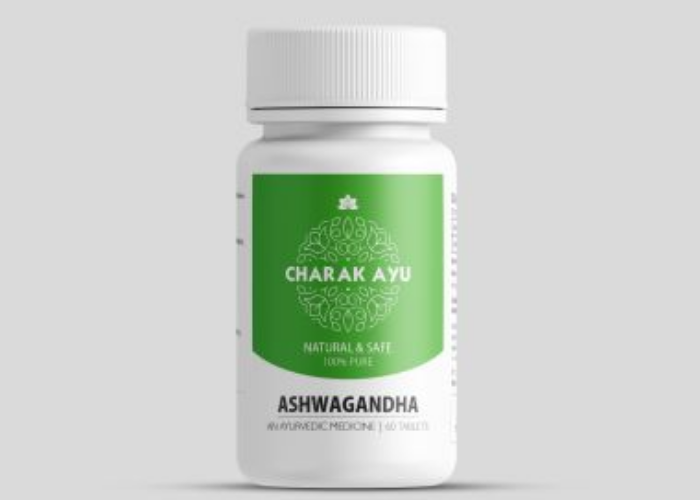 CHARAK AYU
NATURAL & SAFE
100% PURE
ASHWAGANDHA
AN AYURVEDIC MEDICINE | 60 TABLETS